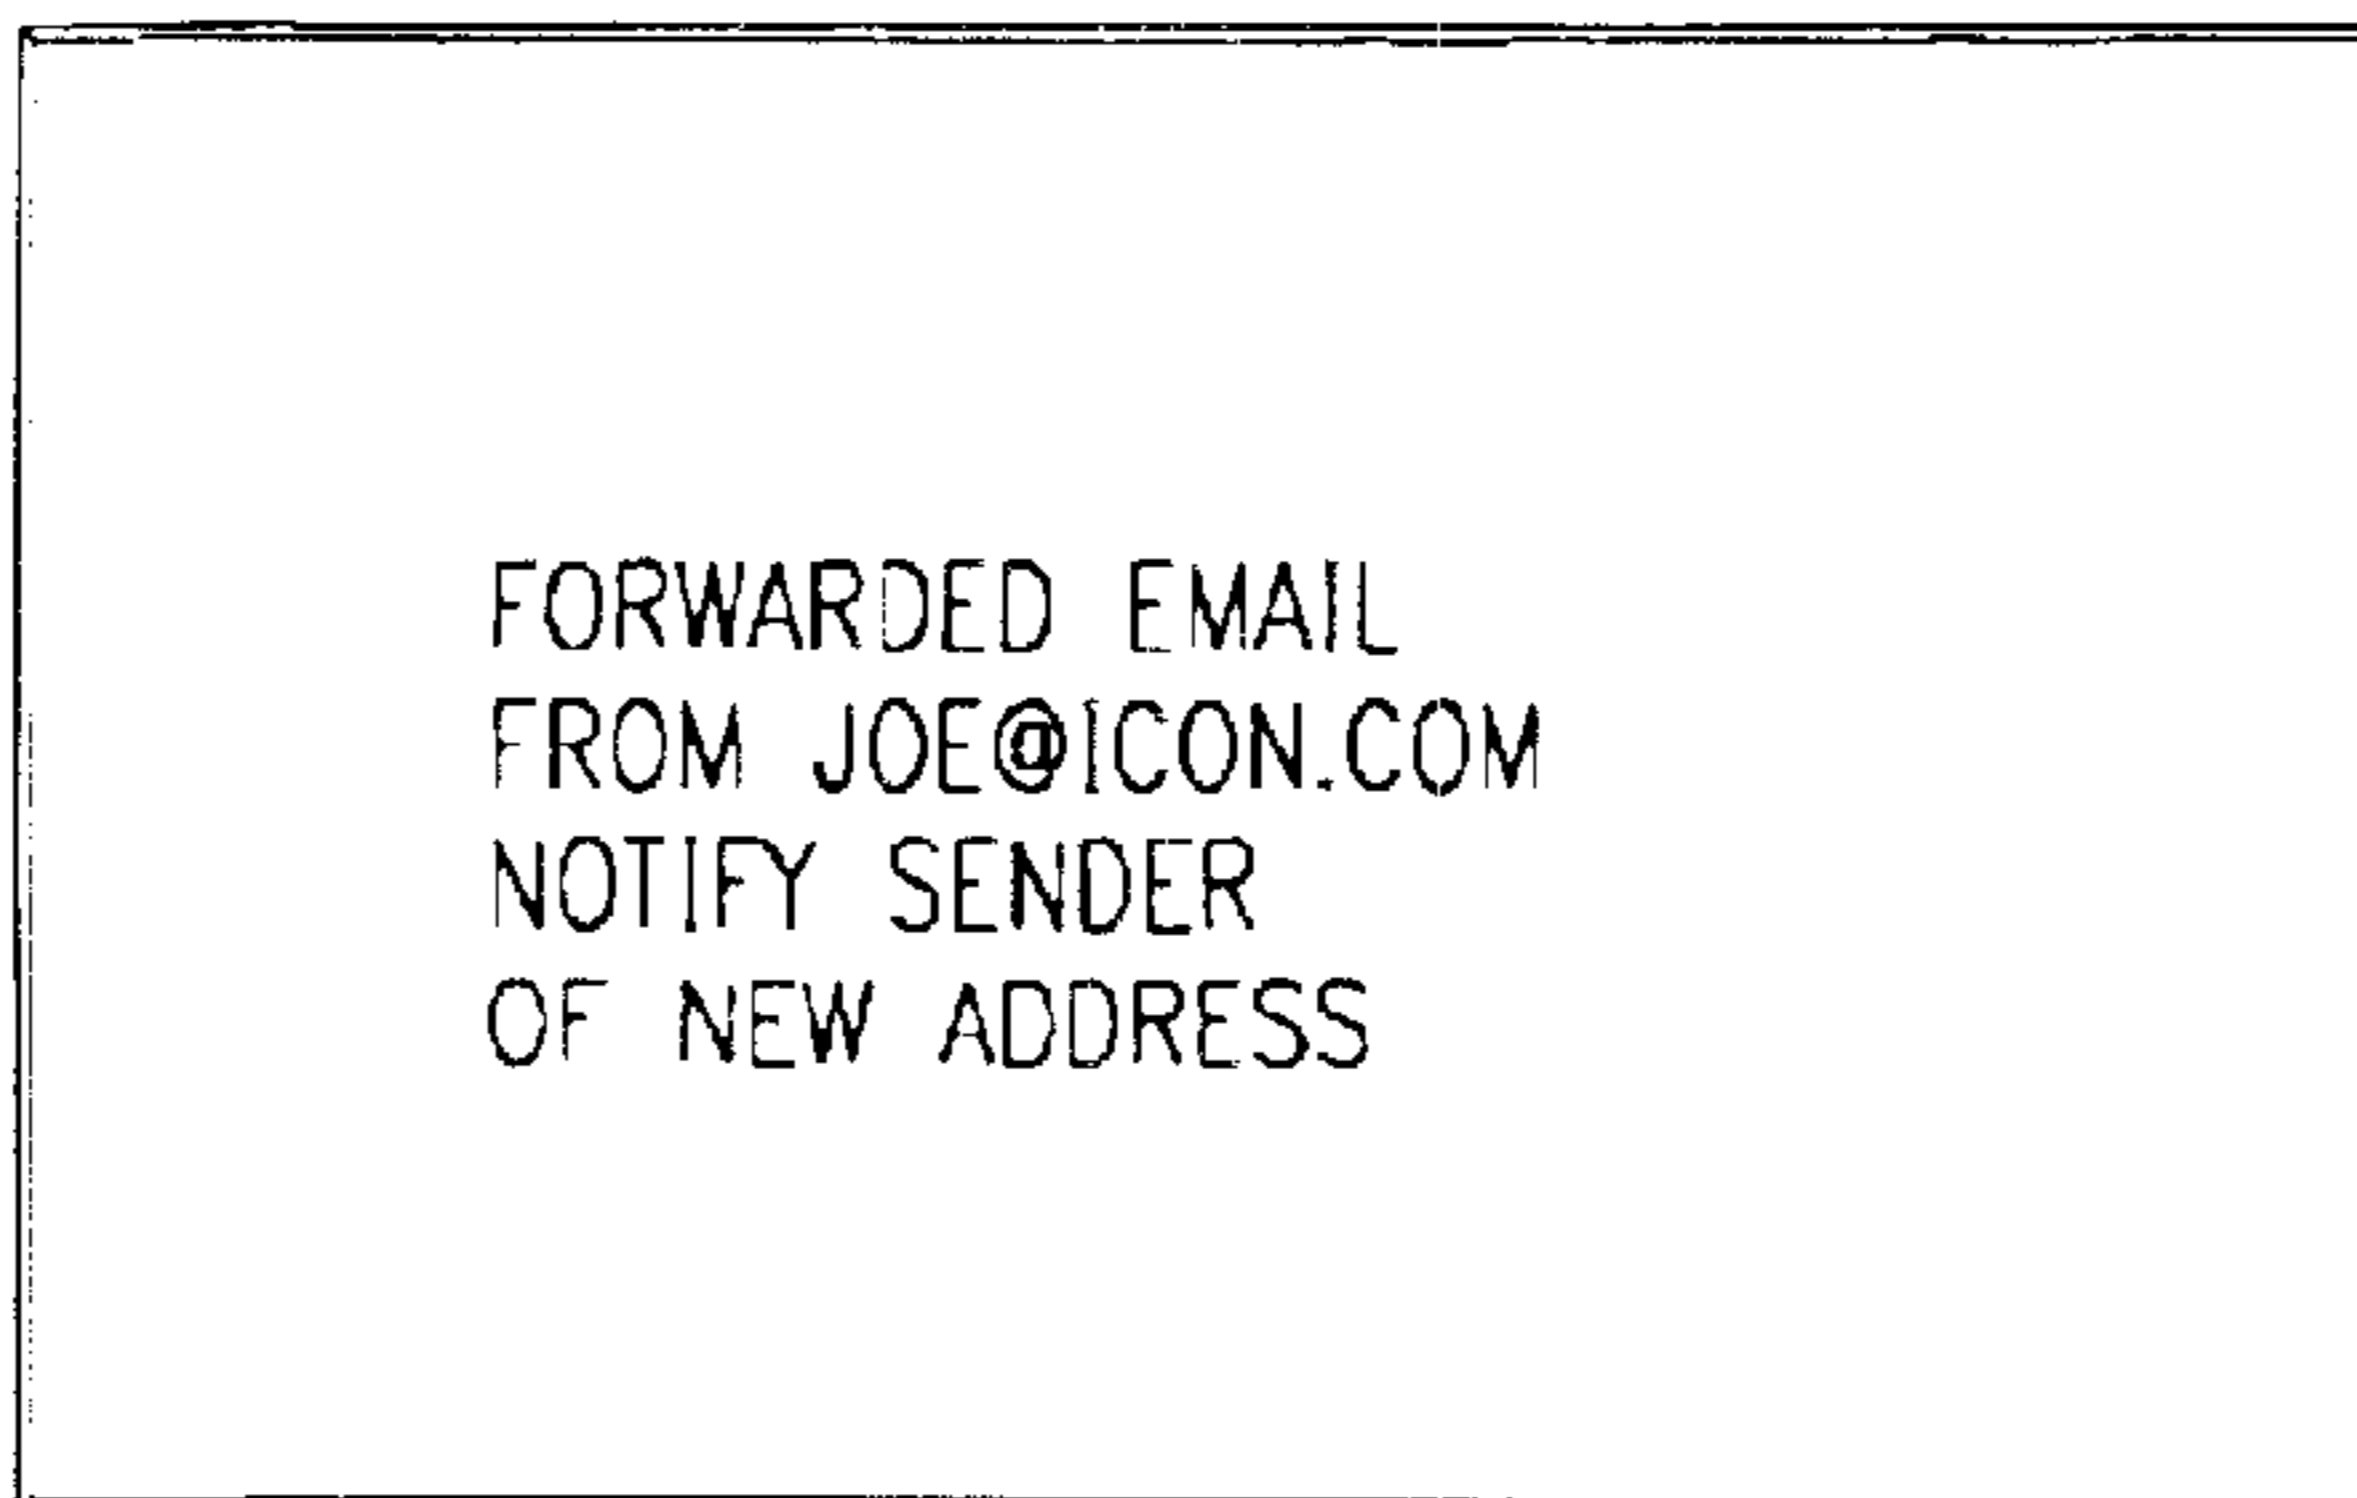 FORWARDED EMAIL
FROM JOE@ICON.COM
NOTIFY SENDER
OF NEW ADDRESS